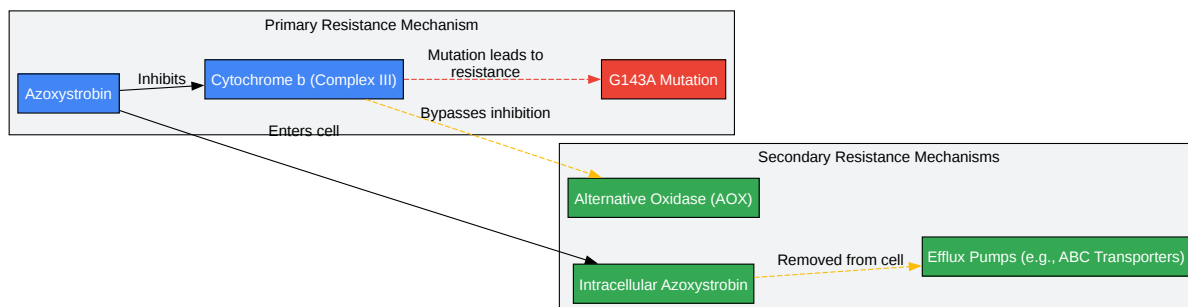 Primary Resistance Mechanism
Azoxystrobin
Inhibits
Cytochrome b (Complex III)
Mutation leads to
resistance
G143A Mutation
Bypasses inhibition
Enters cell
Secondary Resistance Mechanisms
Alternative Oxidase (AOX)
Intracellular Azoxystrobin
Removed from cell
Efflux Pumps (e.g., ABC Transporters)